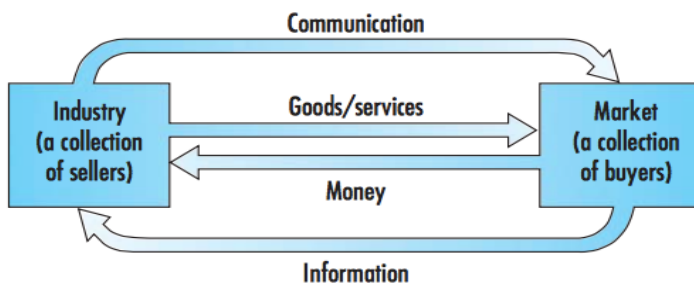 Communication
Industry
(a collection
of sellers)
Goods/services
Money
Market
(a collection
of buyers)
Information